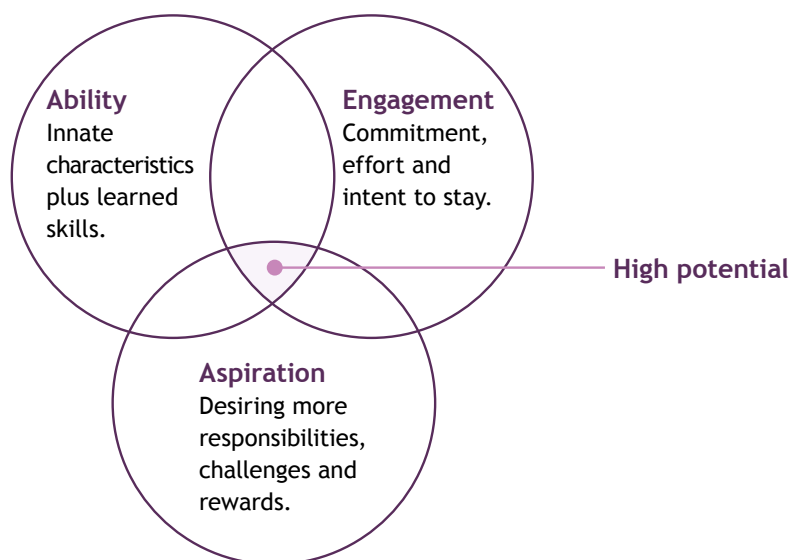 Ability
Innate
characteristics
plus learned
skills.
Engagement
Commitment,
effort and
intent to stay.
High potential
Aspiration
Desiring more
responsibilities,
challenges and
rewards.